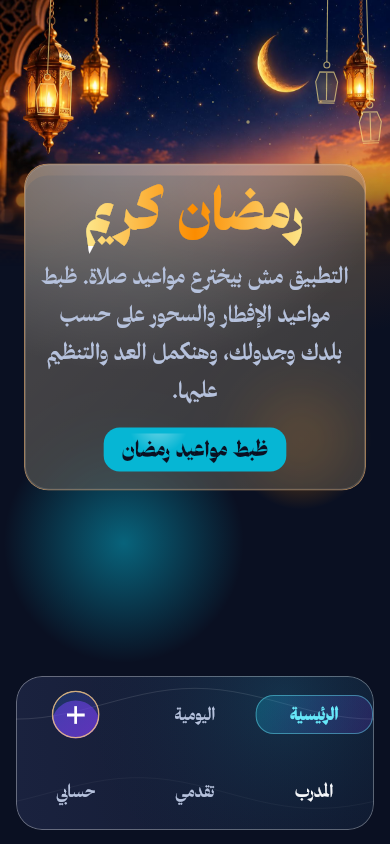 رمضان كريم
التطبيق مش بيخترع مواعيد صلاة. ظبط
مواعيد الإفطار والسحور على حسب
بلدك وجدولك، وهنكمل العد والتنظيم
عليها.
ظبط مواعيد رمضان
الرئيسية
اليومية
+
المدرب
تقدمي
حسابي